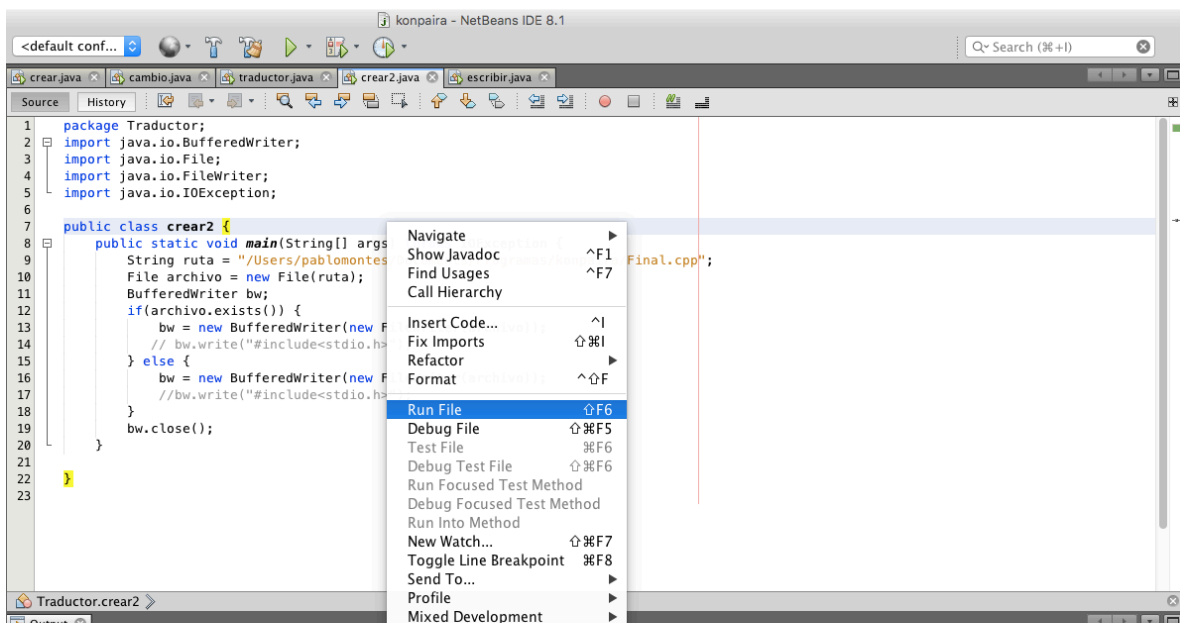 konpaira - NetBeans IDE 8.1
<default conf...
Search (⌘+I)
crear.java cambio.java traductor.java crear2.java escribir.java
Source History
1 package Traductor;
2 import java.io.BufferedWriter;
3 import java.io.File;
4 import java.io.FileWriter;
5 import java.io.IOException;
6
7 public class crear2 {
8 public static void main(String[] args
9 String ruta = "/Users/pablomontes Final.cpp";
10 File archivo = new File(ruta);
11 BufferedWriter bw;
12 if(archivo.exists()) {
13 bw = new BufferedWriter(new F
14 // bw.write("#include<stdio.h>
15 } else {
16 bw = new BufferedWriter(new F
17 //bw.write("#include<stdio.h>
18 }
19 bw.close();
20 }
21
22 }
23
Navigate
Show Javadoc ^F1
Find Usages ^F7
Call Hierarchy
Insert Code... ^I
Fix Imports ⇧⌘I
Refactor
Format ^⇧F
Run File ⇧F6
Debug File ⇧⌘F5
Test File ⌘F6
Debug Test File ⇧⌘F6
Run Focused Test Method
Debug Focused Test Method
Run Into Method
New Watch... ⇧⌘F7
Toggle Line Breakpoint ⌘F8
Send To...
Profile
Mixed Development
Traductor.crear2
Output